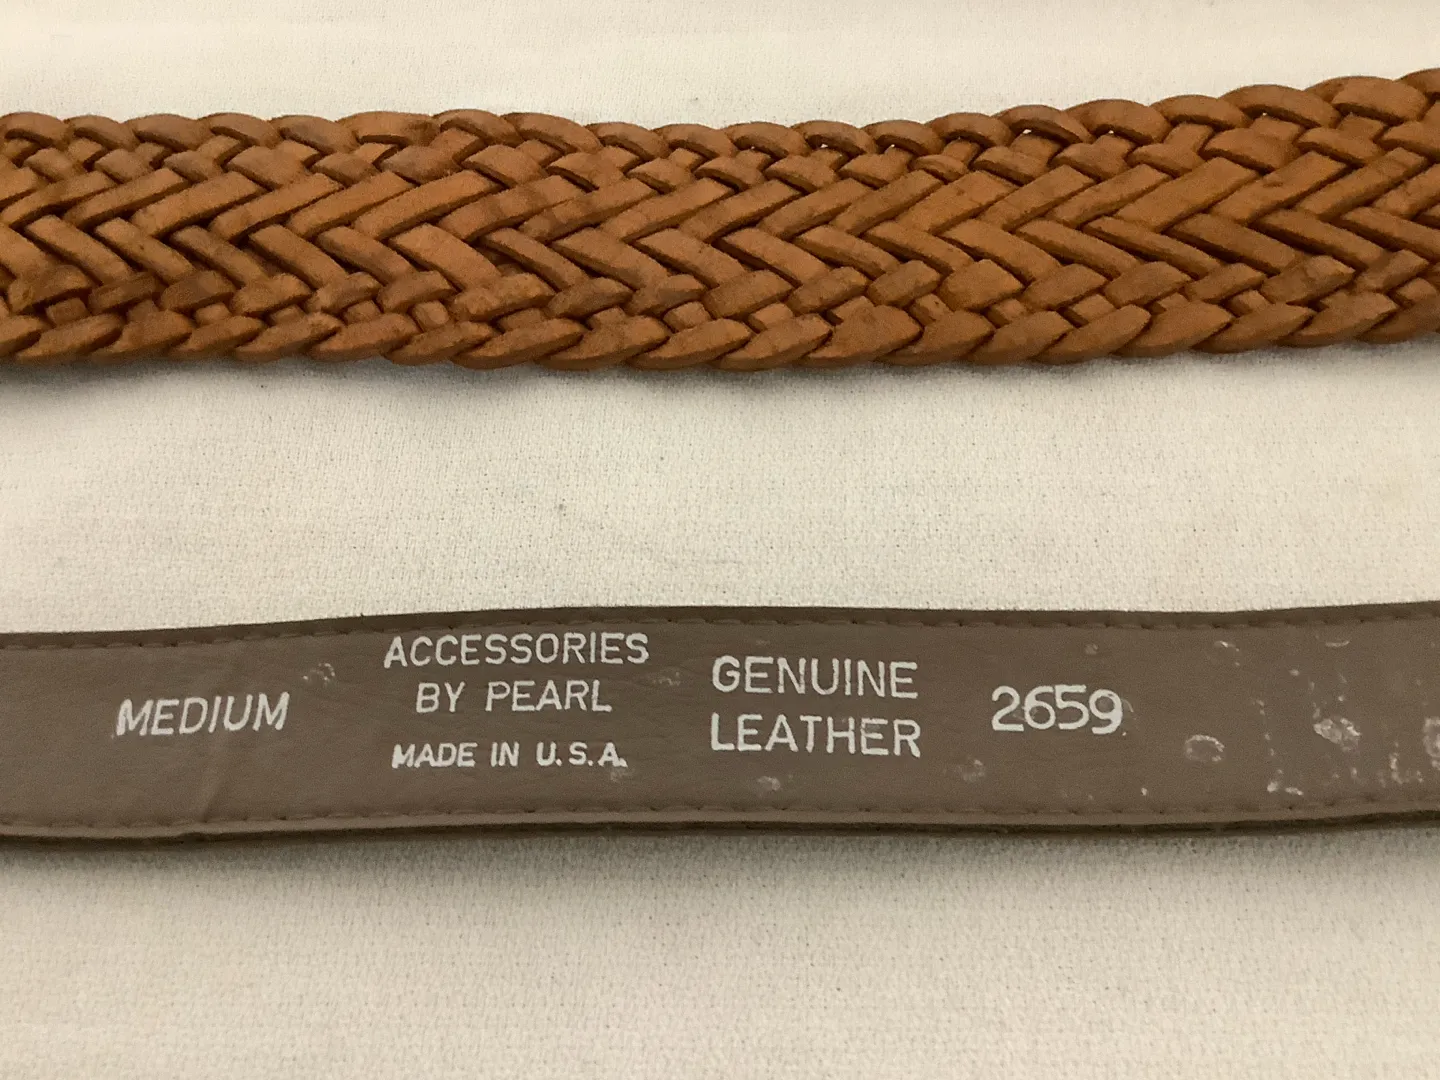 MEDIUM
ACCESSORIES
BY PEARL
MADE IN U.S.A.
GENUINE
LEATHER
2659